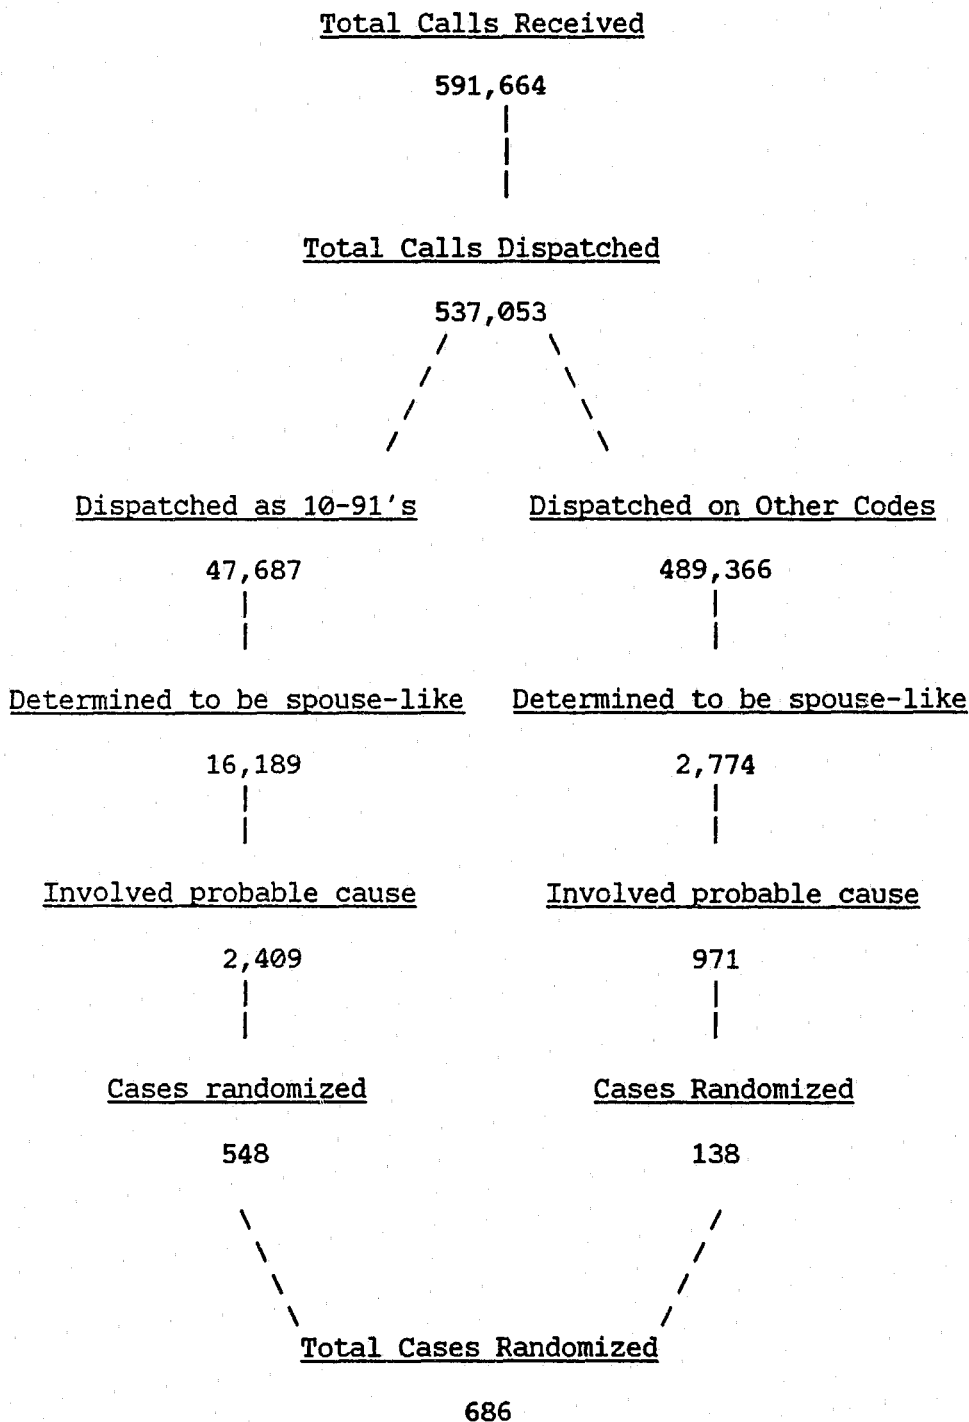 Total Calls Received
591,664
Total Calls Dispatched
537,053
Dispatched as 10-91's Dispatched on Other Codes
47,687 489,366
Determined to be spouse-like Determined to be spouse-like
16,189 2,774
Involved probable cause Involved probable cause
2,409 971
Cases randomized Cases Randomized
548 138
Total Cases Randomized
686